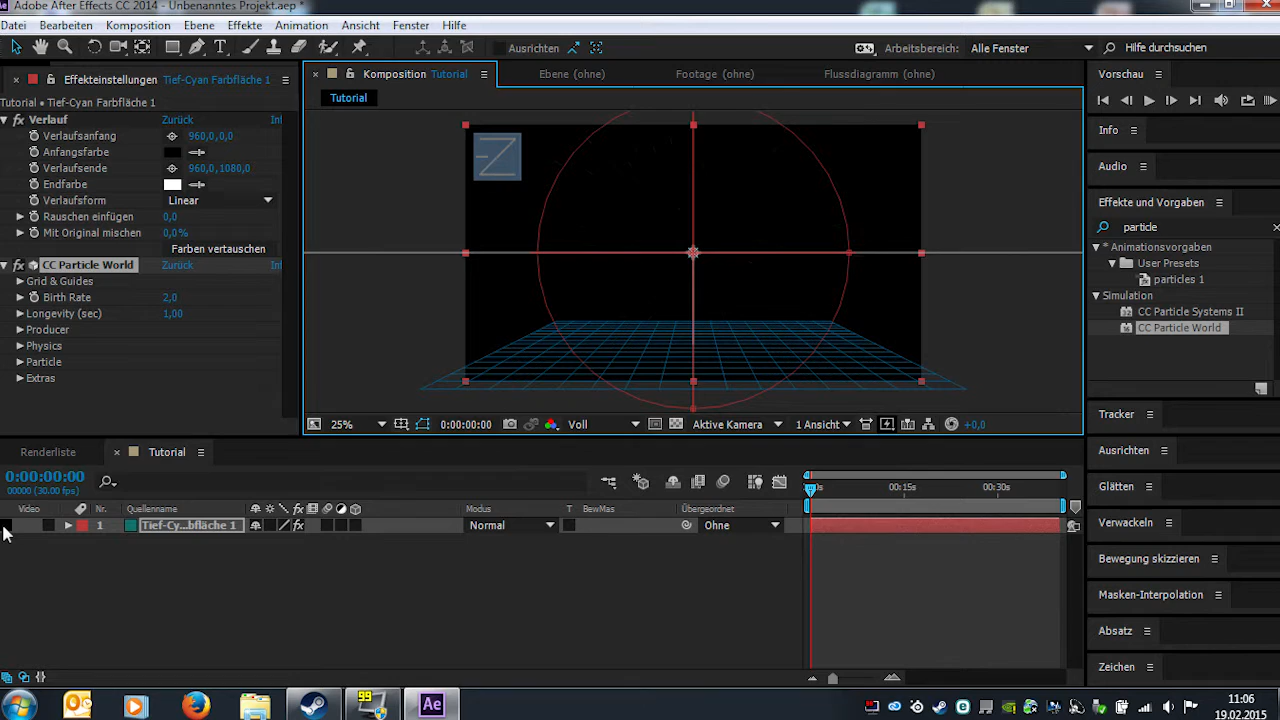 Adobe After Effects CC 2014 - Unbenanntes Projekt.aep *
Datei Bearbeiten Komposition Ebene Effekte Animation Ansicht Fenster Hilfe
Ausrichten
Arbeitsbereich: Alle Fenster
Hilfe durchsuchen
Effekteinstellungen Tief-Cyan Farbfläche 1
Tutorial • Tief-Cyan Farbfläche 1
fx Verlauf Zurück Inf
Verlaufsanfang 960,0,0,0
Anfangsfarbe
Verlaufsende 960,0,1080,0
Endfarbe
Verlaufsform Linear
Rauschen einfügen 0,0
Mit Original mischen 0,0%
Farben vertauschen
fx CC Particle World Zurück Inf
Grid & Guides
Birth Rate 2,0
Longevity (sec) 1,00
Producer
Physics
Particle
Extras
Komposition Tutorial
Ebene (ohne)
Footage (ohne)
Flussdiagramm (ohne)
Tutorial
25% 0:00:00:00 Voll Aktive Kamera 1 Ansicht +0,0
Vorschau
Info
Audio
Effekte und Vorgaben
particle
* Animationsvorgaben
User Presets
particles 1
Simulation
CC Particle Systems II
CC Particle World
Tracker
Ausrichten
Glätten
Verwackeln
Bewegung skizzieren
Masken-Interpolation
Absatz
Zeichen
Renderliste
Tutorial
0:00:00:00
00000 (30.00 fps)
00:15s 00:30s
Video Nr. Quellenname Modus T BewMas Übergeordnet
1 Tief-Cy...bfläche 1 Normal Ohne
99
Ae
11:06
19.02.2015